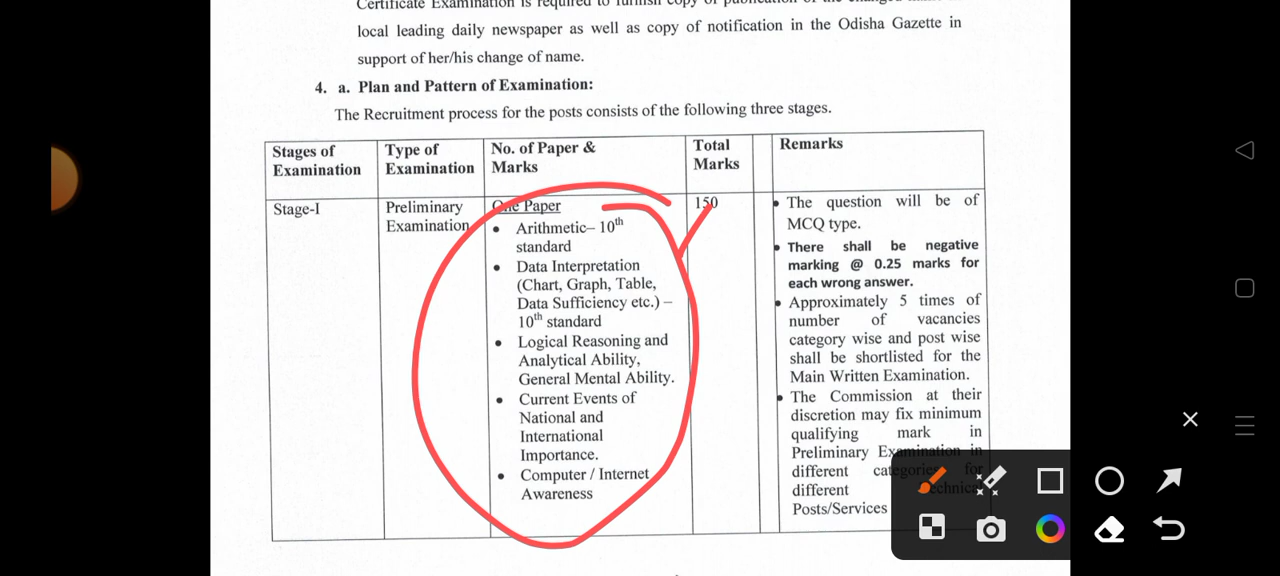 Certificate Examination is required to furnish copy of publication of the changed
local leading daily newspaper as well as copy of notification in the Odisha Gazette in
support of her/his change of name.
4. a. Plan and Pattern of Examination:
The Recruitment process for the posts consists of the following three stages.
Stages of Examination
Type of Examination
No. of Paper & Marks
Total Marks
Remarks
Stage-I
Preliminary
Examination
One Paper
• Arithmetic– 10th
standard
• Data Interpretation
(Chart, Graph, Table,
Data Sufficiency etc.) –
10th standard
• Logical Reasoning and
Analytical Ability,
General Mental Ability.
• Current Events of
National and
International
Importance.
• Computer / Internet
Awareness
150
• The question will be of
MCQ type.
• There shall be negative
marking @ 0.25 marks for
each wrong answer.
• Approximately 5 times of
number of vacancies
category wise and post wise
shall be shortlisted for the
Main Written Examination.
• The Commission at their
discretion may fix minimum
qualifying mark in
Preliminary Examination in
different categories for
different Technical
Posts/Services